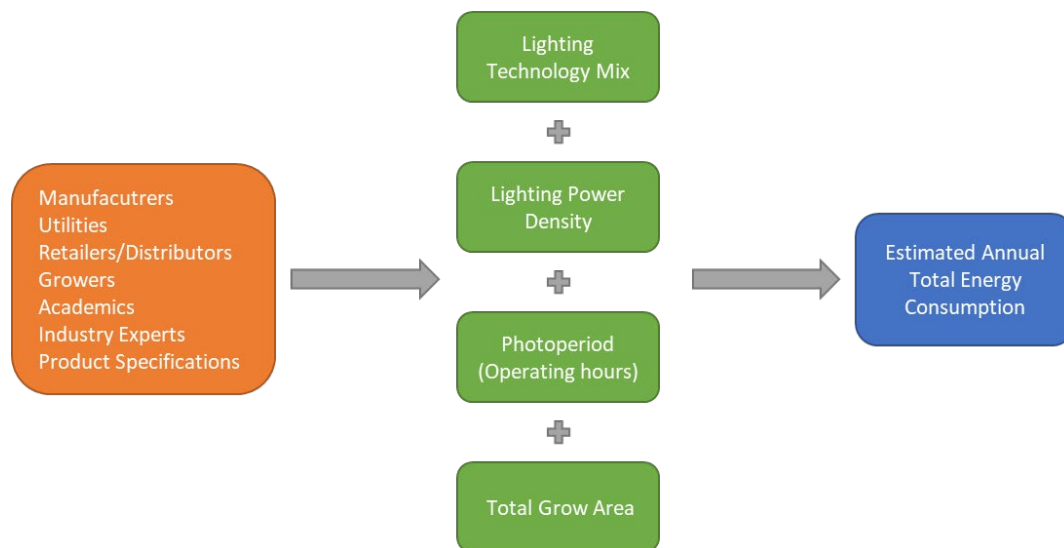 Manufacutrers
Utilities
Retailers/Distributors
Growers
Academics
Industry Experts
Product Specifications
Lighting
Technology Mix
Lighting Power
Density
Photoperiod
(Operating hours)
Total Grow Area
Estimated Annual
Total Energy
Consumption